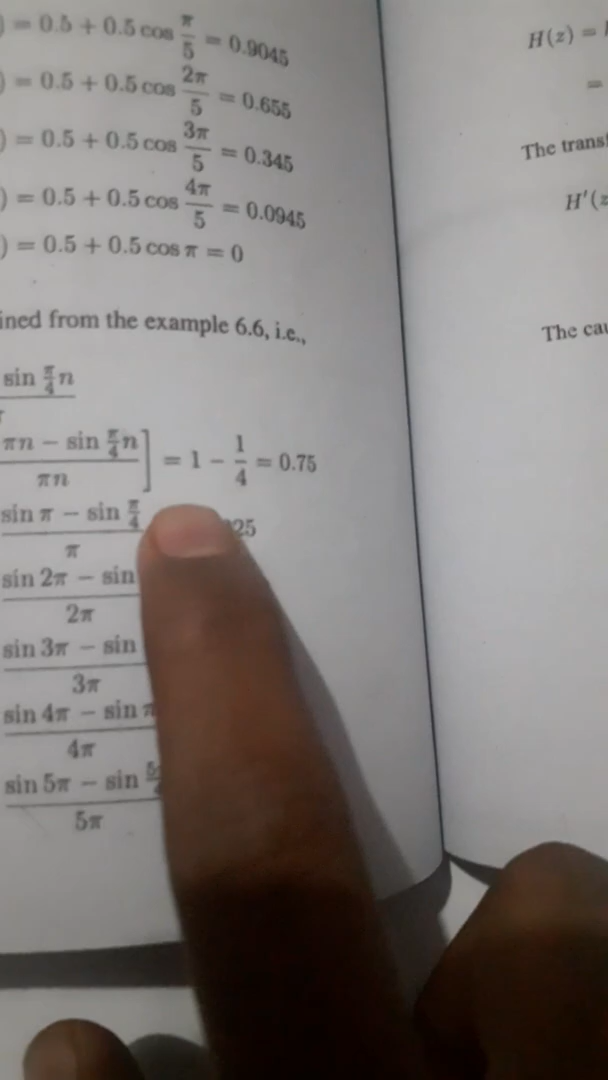 ) = 0.5 + 0.5 cos π/5 = 0.9045
) = 0.5 + 0.5 cos 2π/5 = 0.655
) = 0.5 + 0.5 cos 3π/5 = 0.345
) = 0.5 + 0.5 cos 4π/5 = 0.0945
) = 0.5 + 0.5 cos π = 0
ined from the example 6.6, i.e.,
sin π/4 n
πn − sin π/4 n / πn ] = 1 − 1/4 = 0.75
sin π − sin π/4 / π 25
sin 2π − sin / 2π
sin 3π − sin / 3π
sin 4π − sin π / 4π
sin 5π − sin 5 / 5π
H(z) =
=
The trans
H′(z
The cau